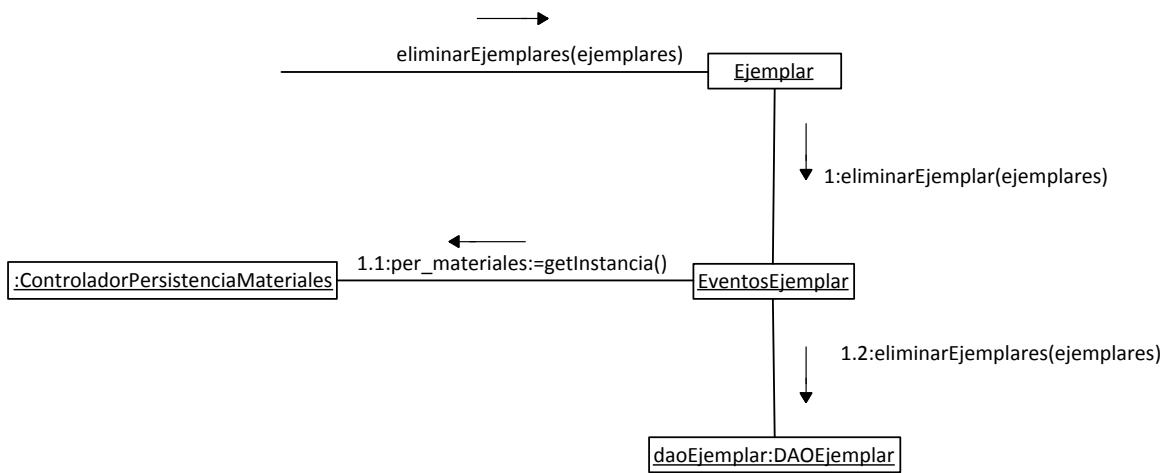 eliminarEjemplares(ejemplares)
Ejemplar
1:eliminarEjemplar(ejemplares)
1.1:per_materiales:=getInstancia()
:ControladorPersistenciaMateriales
EventosEjemplar
1.2:eliminarEjemplares(ejemplares)
daoEjemplar:DAOEjemplar